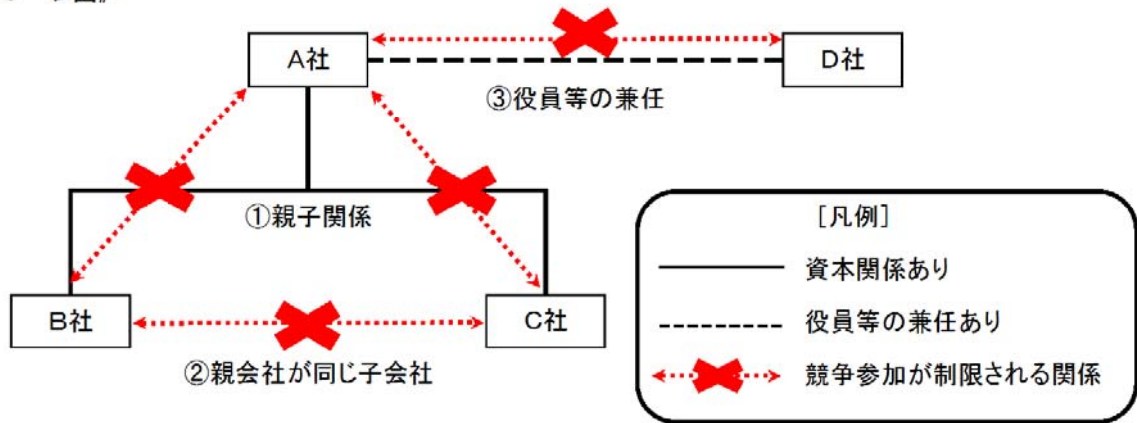 A社
D社
③役員等の兼任
①親子関係
B社
C社
②親会社が同じ子会社
[凡例]
資本関係あり
役員等の兼任あり
競争参加が制限される関係